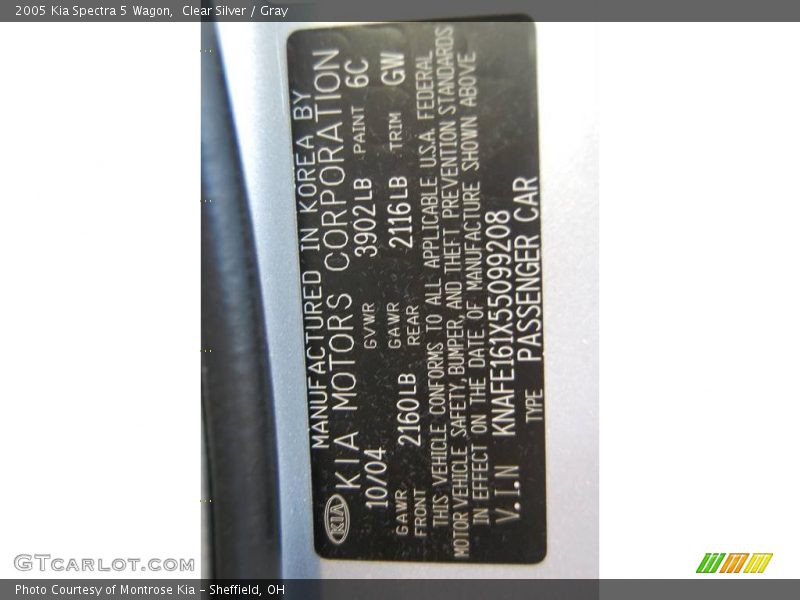 2005 Kia Spectra 5 Wagon,  Clear Silver / Gray
MANUFACTURED IN KOREA BY
KIA KIA MOTORS CORPORATION
10/04 GVWR 3902LB PAINT 6C
GAWR FRONT 2160LB GAWR REAR 2116LB TRIM GW
THIS VEHICLE CONFORMS TO ALL APPLICABLE U.S.A. FEDERAL
MOTOR VEHICLE SAFETY, BUMPER, AND THEFT PREVENTION STANDARDS
IN EFFECT ON THE DATE OF MANUFACTURE SHOWN ABOVE
V.I.N KNAFE161X55099208
TYPE PASSENGER CAR
GTCARLOT.COM
Photo Courtesy of Montrose Kia – Sheffield, OH